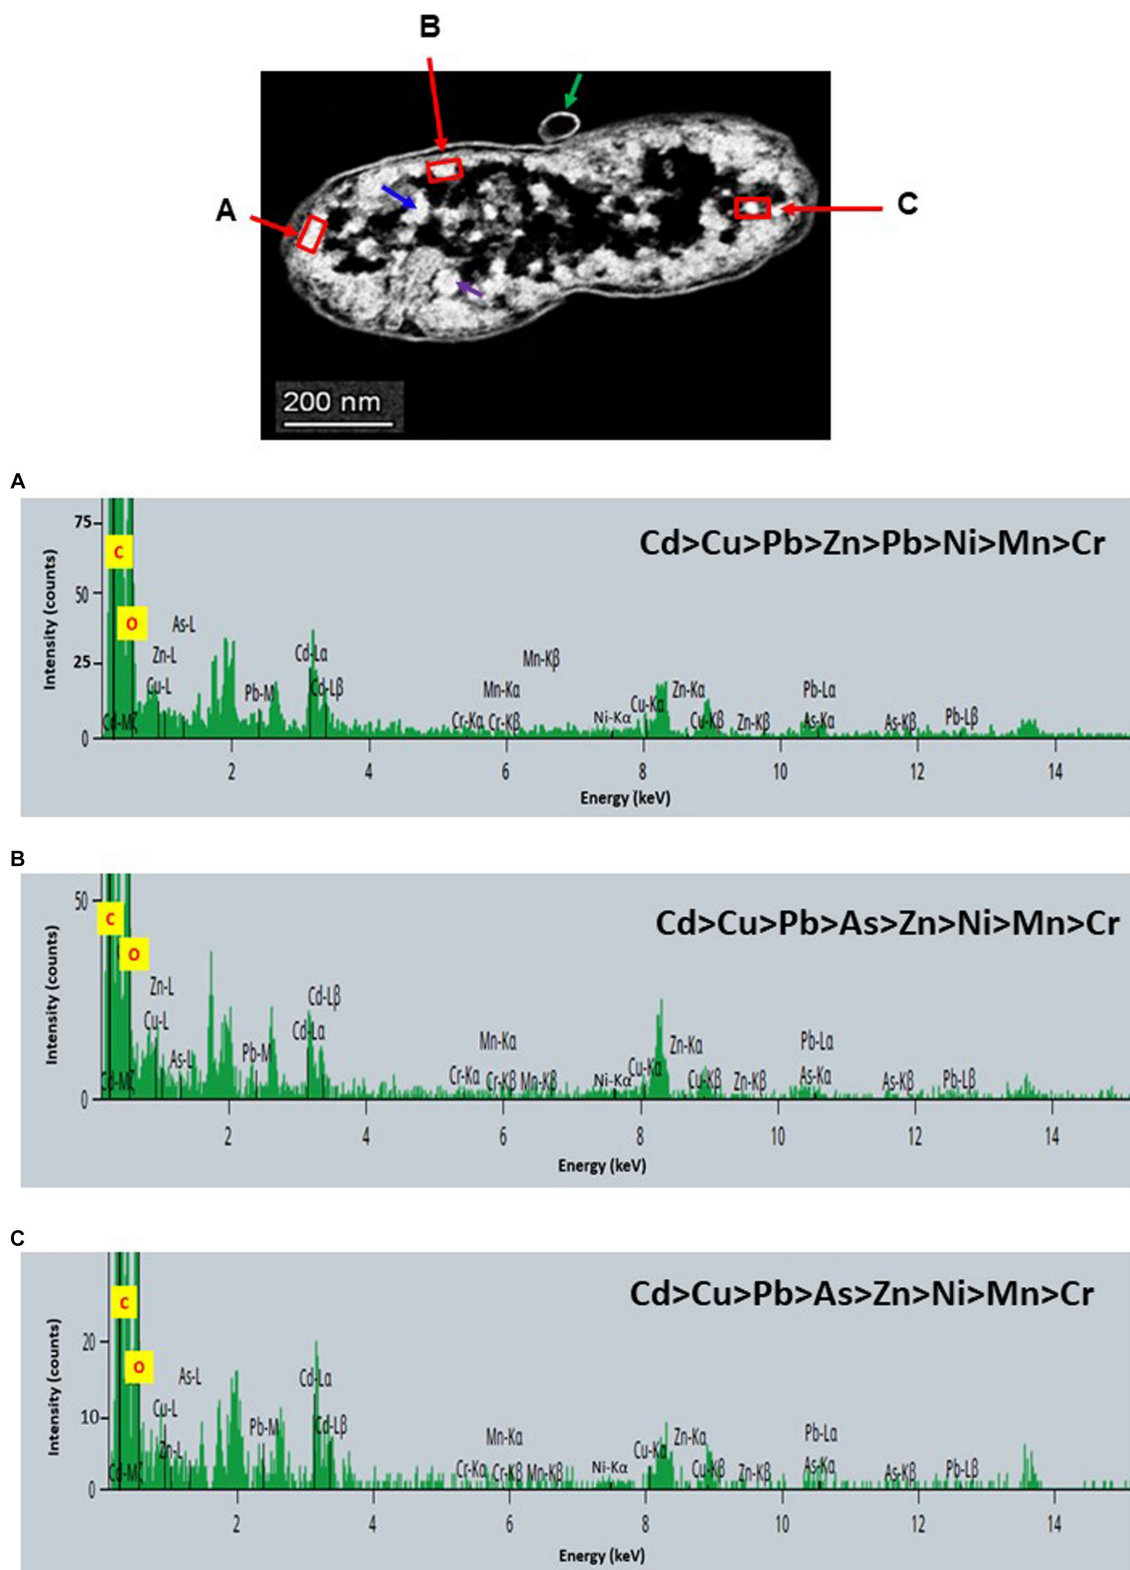 B
A
C
200 nm
A
Cd>Cu>Pb>Zn>Pb>Ni>Mn>Cr
Intensity (counts)
75
50
25
0
C
O
As-L
Zn-L
Cu-L
Cd-Mζ
Pb-M
Cd-Lα
Cd-Lβ
Mn-Kβ
Mn-Kα
Cr-Kα
Cr-Kβ
Ni-Kα
Cu-Kα
Zn-Kα
Cu-Kβ
Zn-Kβ
Pb-Lα
As-Kα
As-Kβ
Pb-Lβ
2 4 6 8 10 12 14
Energy (keV)
B
Cd>Cu>Pb>As>Zn>Ni>Mn>Cr
Intensity (counts)
50
0
C
O
Zn-L
Cu-L
As-L
Cd-Mζ
Pb-M
Cd-Lβ
Cd-Lα
Mn-Kα
Cr-Kα
Cr-Kβ
Mn-Kβ
Ni-Kα
Cu-Kα
Zn-Kα
Cu-Kβ
Zn-Kβ
Pb-Lα
As-Kα
As-Kβ
Pb-Lβ
2 4 6 8 10 12 14
Energy (keV)
C
Cd>Cu>Pb>As>Zn>Ni>Mn>Cr
Intensity (counts)
20
10
0
C
O
As-L
Cu-L
Zn-L
Cd-Mζ
Pb-M
Cd-Lα
Cd-Lβ
Mn-Kα
Cr-Kα
Cr-Kβ
Mn-Kβ
Ni-Kα
Cu-Kα
Zn-Kα
Cu-Kβ
Zn-Kβ
Pb-Lα
As-Kα
As-Kβ
Pb-Lβ
2 4 6 8 10 12 14
Energy (keV)